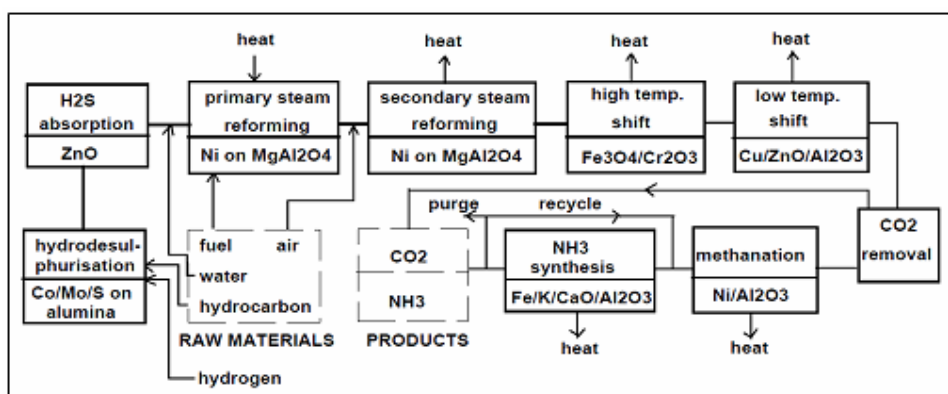 heat
heat
heat
heat
H2S
absorption
ZnO
primary steam
reforming
Ni on MgAl2O4
secondary steam
reforming
Ni on MgAl2O4
high temp.
shift
Fe3O4/Cr2O3
low temp.
shift
Cu/ZnO/Al2O3
hydrodesul-
phurisation
Co/Mo/S on
alumina
fuel air
water
hydrocarbon
RAW MATERIALS
hydrogen
purge recycle
CO2
NH3
PRODUCTS
NH3
synthesis
Fe/K/CaO/Al2O3
heat
methanation
Ni/Al2O3
heat
CO2
removal